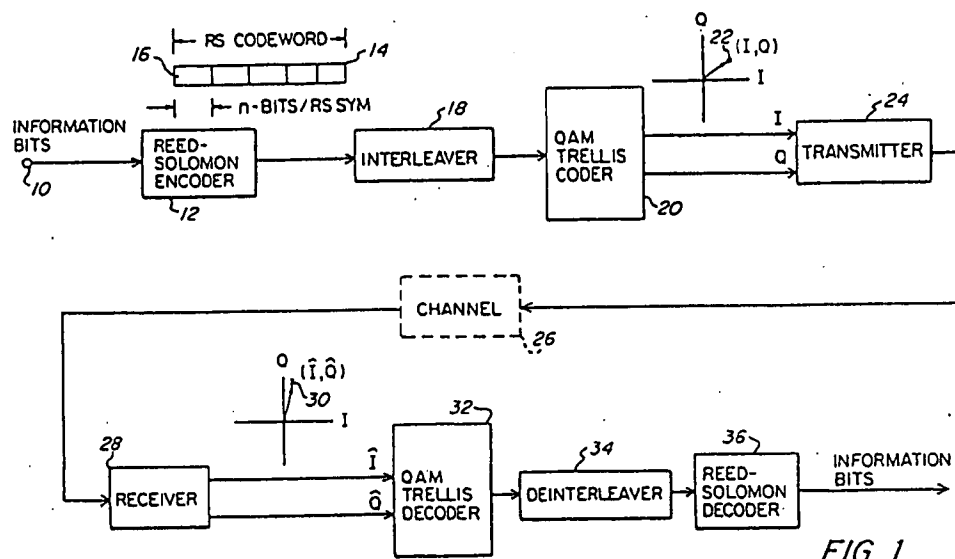 RS CODEWORD
16
14
n-BITS/RS SYM
INFORMATION
BITS
10
REED-
SOLOMON
ENCODER
12
18
INTERLEAVER
QAM
TRELLIS
CODER
20
Q
22
(I,Q)
I
I
Q
24
TRANSMITTER
CHANNEL
26
Q
(Î,Q̂)
30
I
28
RECEIVER
Î
Q̂
32
QAM
TRELLIS
DECODER
34
DEINTERLEAVER
36
REED-
SOLOMON
DECODER
INFORMATION
BITS
FIG. 1